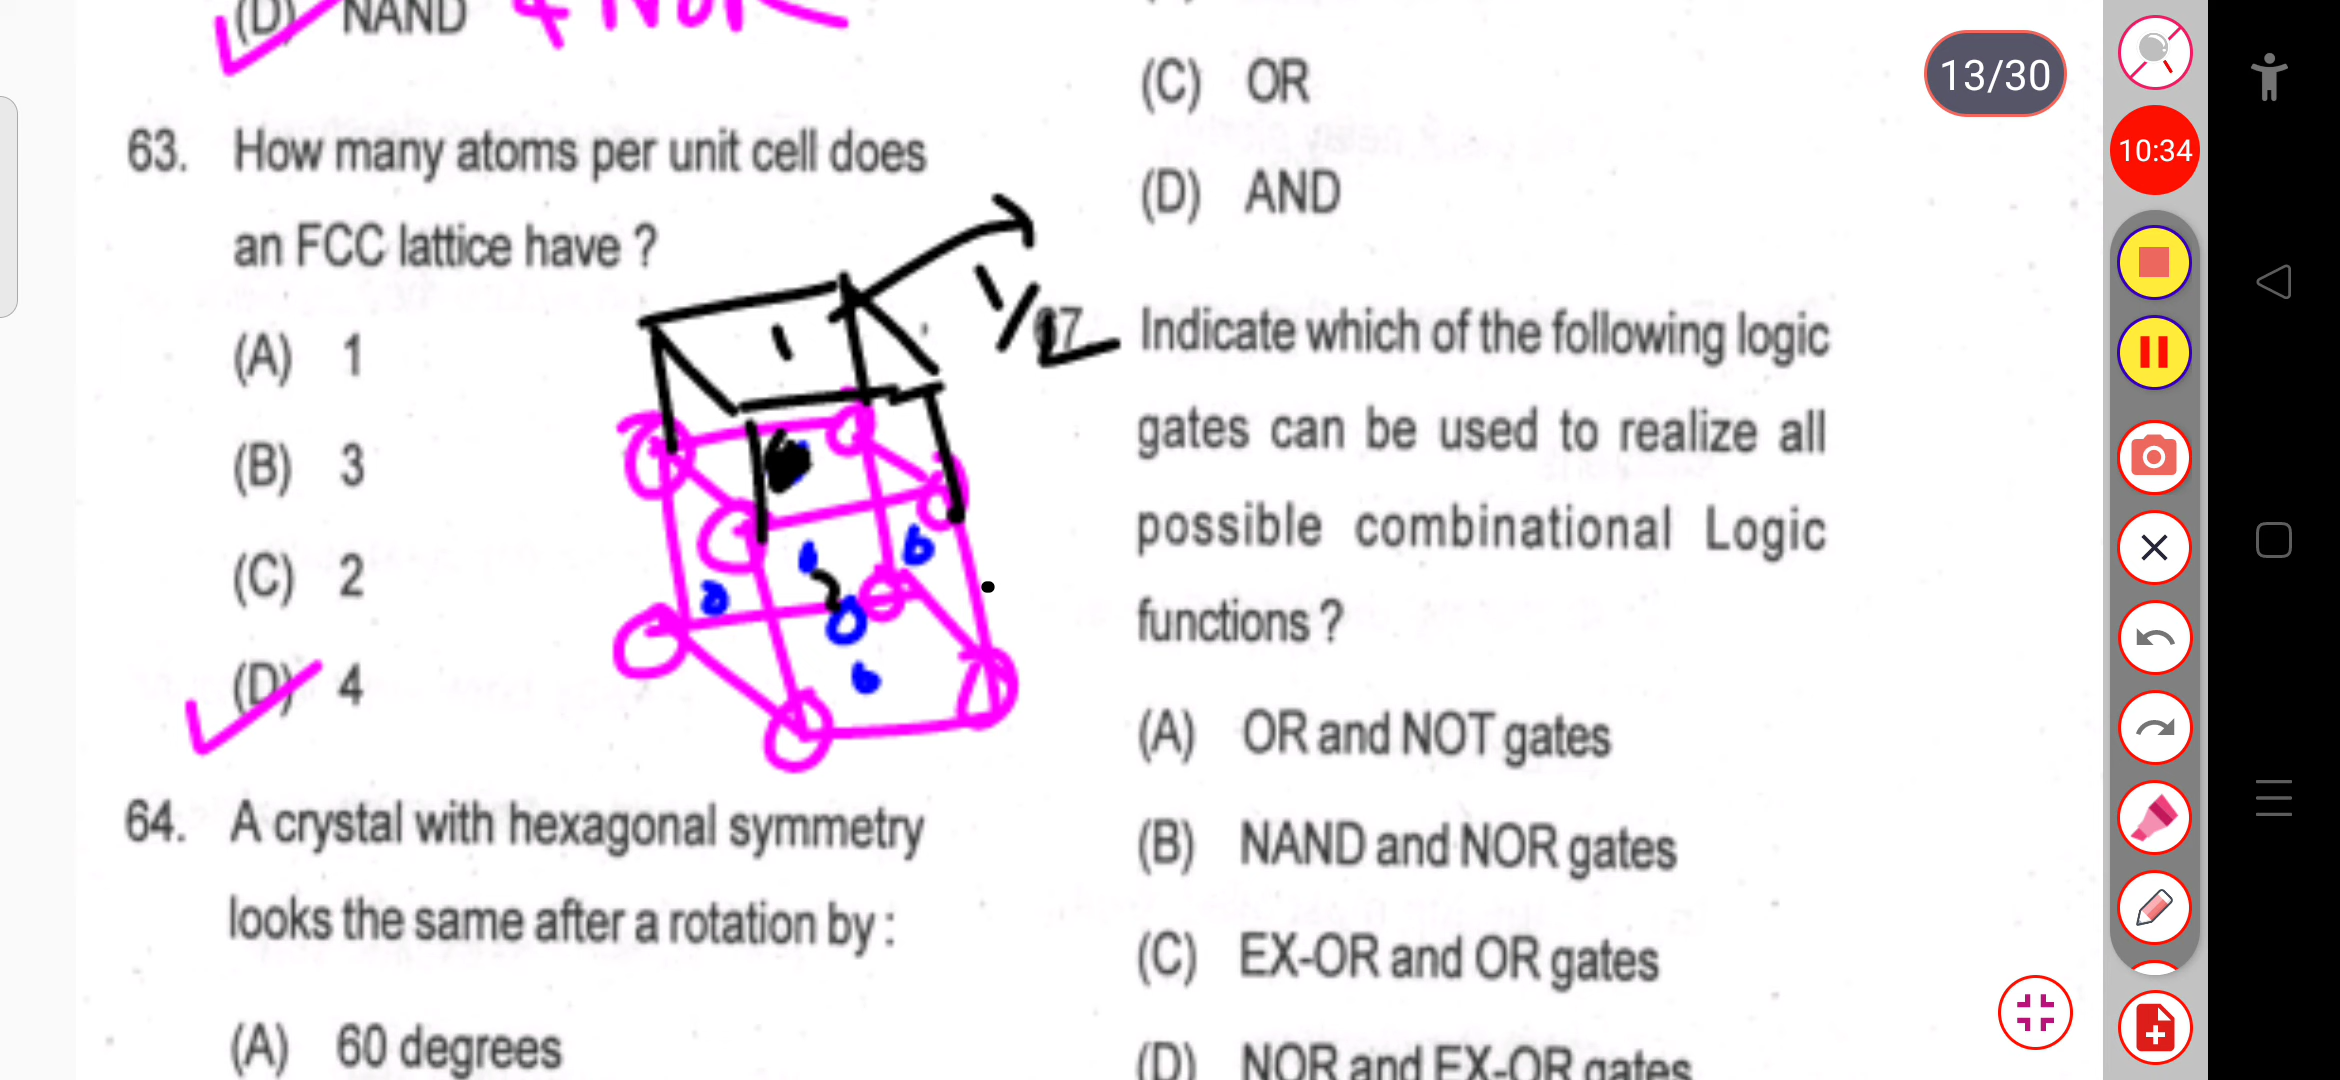 (D) NAND & NOR
63. How many atoms per unit cell does
an FCC lattice have ?
(A) 1
(B) 3
(C) 2
(D) 4
64. A crystal with hexagonal symmetry
looks the same after a rotation by :
(A) 60 degrees
(C) OR
(D) AND
67 Indicate which of the following logic
gates can be used to realize all
possible combinational Logic
functions ?
(A) OR and NOT gates
(B) NAND and NOR gates
(C) EX-OR and OR gates
(D) NOR and EX-OR gates
13/30
10:34